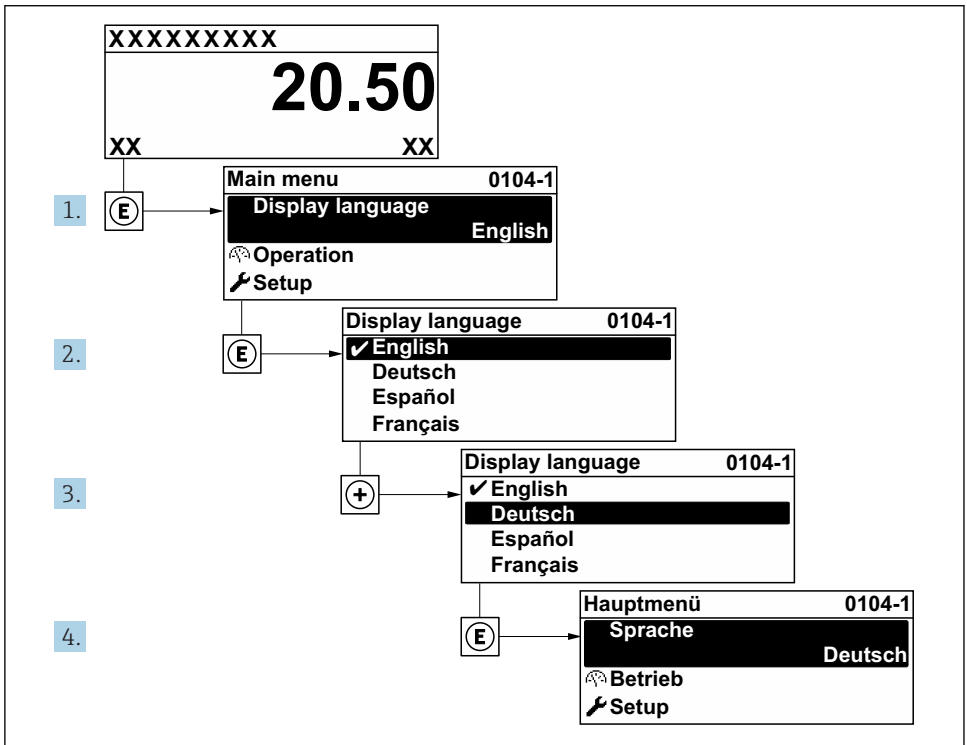 XXXXXXXXX
20.50
XX XX
1. E
Main menu 0104-1
Display language
English
Operation
Setup
2. E
Display language 0104-1
✔English
Deutsch
Español
Français
3. +
Display language 0104-1
✔English
Deutsch
Español
Français
4. E
Hauptmenü 0104-1
Sprache
Deutsch
Betrieb
Setup